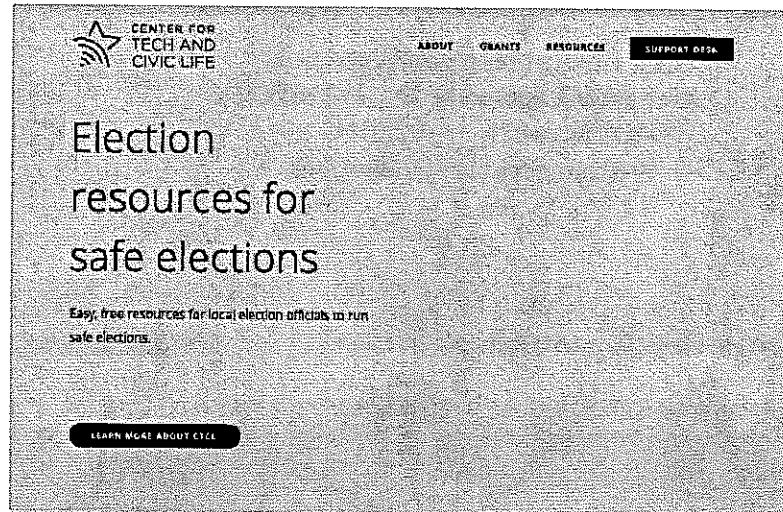 CENTER FOR
TECH AND
CIVIC LIFE
ABOUT GRANTS RESOURCES SUPPORT DESK
Election
resources for
safe elections
Easy, free resources for local election officials to run
safe elections.
LEARN MORE ABOUT CTCL